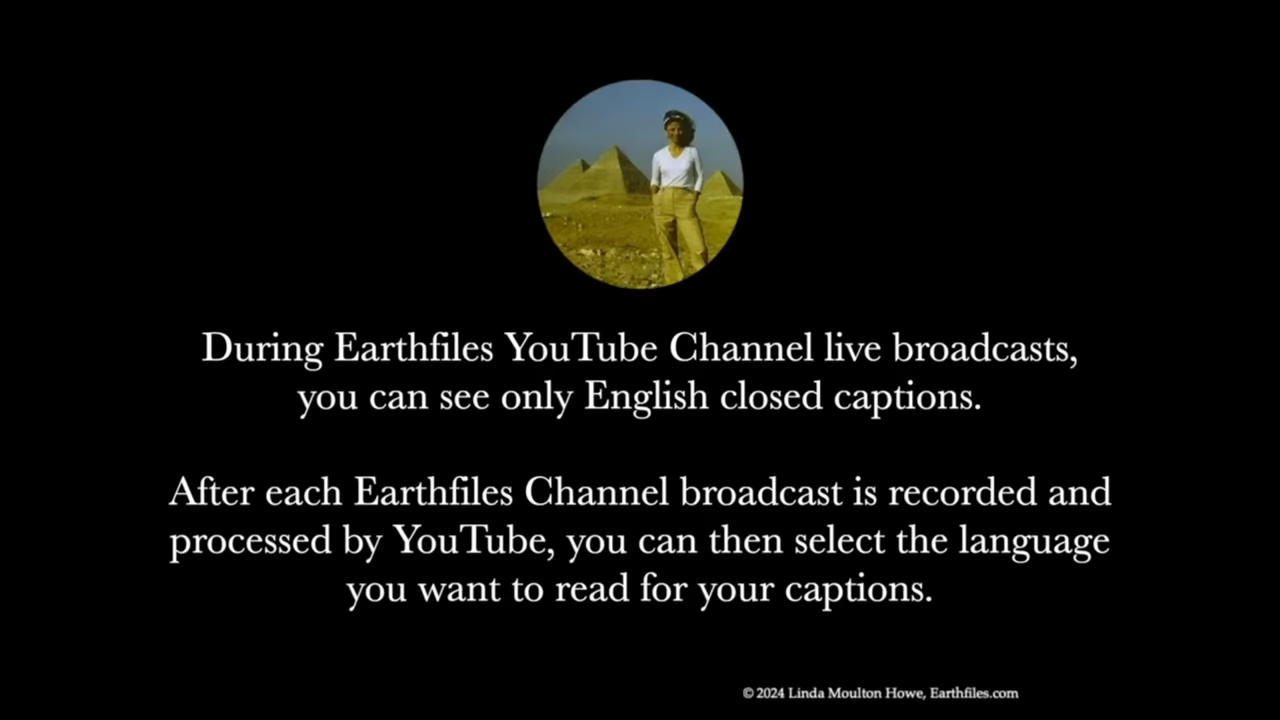 During Earthfiles YouTube Channel live broadcasts,
you can see only English closed captions.
After each Earthfiles Channel broadcast is recorded and
processed by YouTube, you can then select the language
you want to read for your captions.
© 2024 Linda Moulton Howe, Earthfiles.com